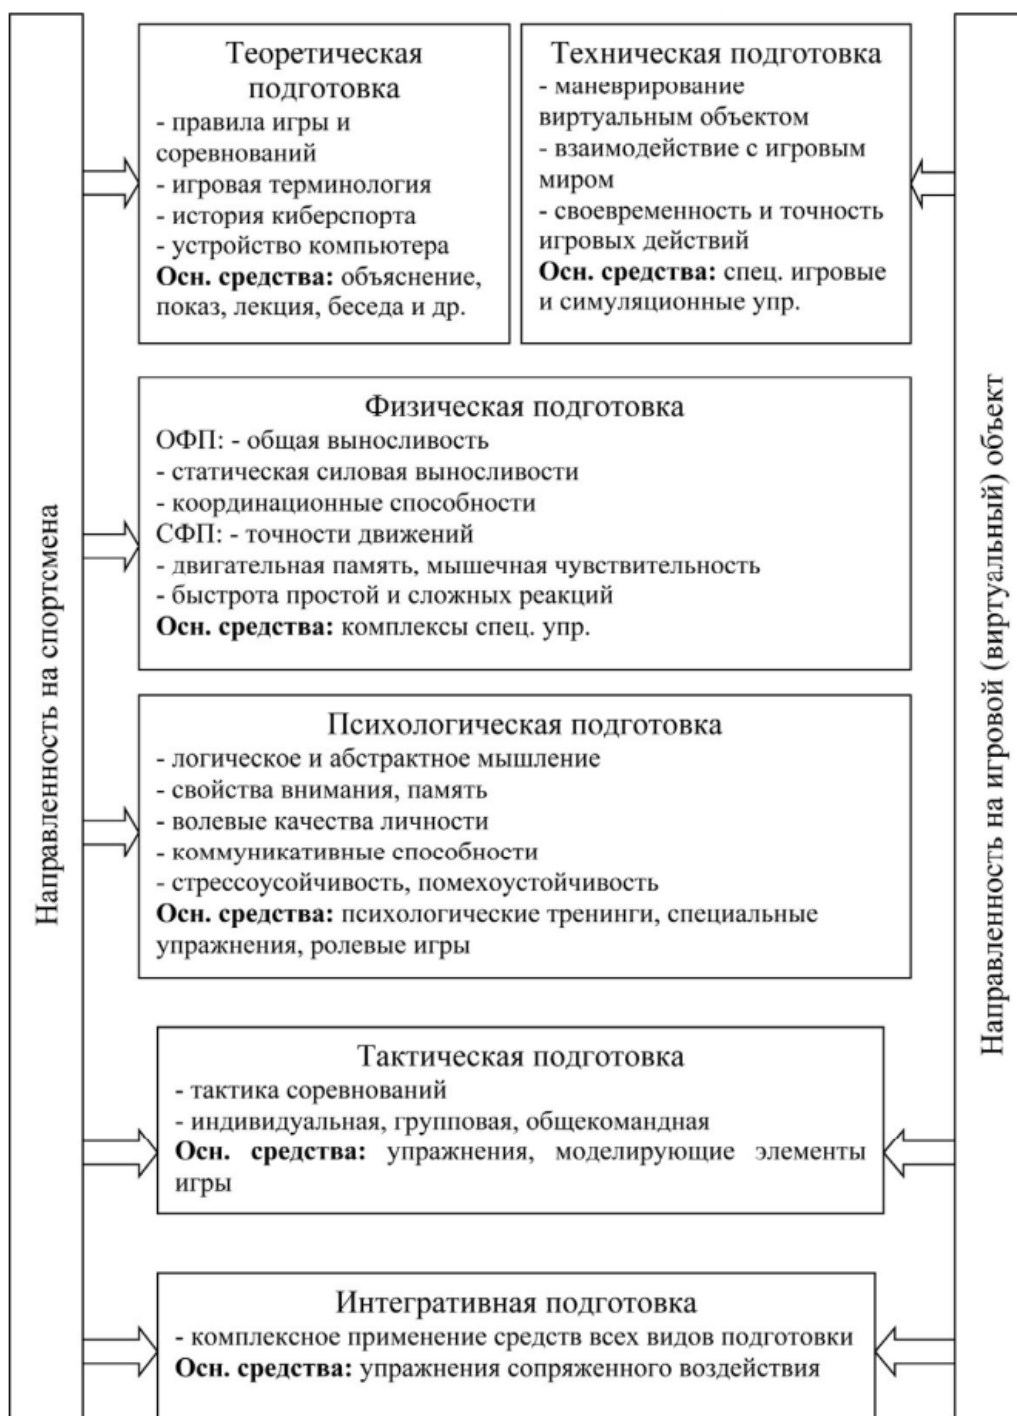 Направленность на спортсмена
Теоретическая
подготовка
- правила игры и
соревнований
- игровая терминология
- история киберспорта
- устройство компьютера
Осн. средства: объяснение,
показ, лекция, беседа и др.
Техническая подготовка
- маневрирование
виртуальным объектом
- взаимодействие с игровым
миром
- своевременность и точность
игровых действий
Осн. средства: спец. игровые
и симуляционные упр.
Физическая подготовка
ОФП: - общая выносливость
- статическая силовая выносливости
- координационные способности
СФП: - точности движений
- двигательная память, мышечная чувствительность
- быстрота простой и сложных реакций
Осн. средства: комплексы спец. упр.
Психологическая подготовка
- логическое и абстрактное мышление
- свойства внимания, память
- волевые качества личности
- коммуникативные способности
- стрессоусойчивость, помехоустойчивость
Осн. средства: психологические тренинги, специальные
упражнения, ролевые игры
Тактическая подготовка
- тактика соревнований
- индивидуальная, групповая, общекомандная
Осн. средства: упражнения, моделирующие элементы
игры
Интегративная подготовка
- комплексное применение средств всех видов подготовки
Осн. средства: упражнения сопряженного воздействия
Направленность на игровой (виртуальный) объект